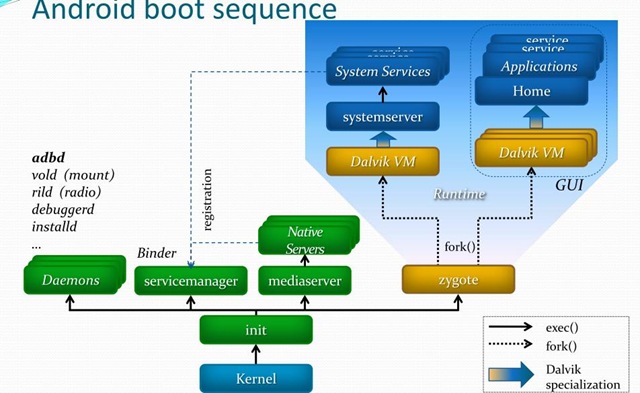 Android boot sequence
service
service
System Services
systemserver
Dalvik VM
service
service
Applications
Home
Dalvik VM
GUI
Runtime
adbd
vold (mount)
rild (radio)
debuggerd
installd
...
registration
Native
Servers
fork()
Binder
Daemons
servicemanager
mediaserver
zygote
init
Kernel
exec()
fork()
Dalvik
specialization